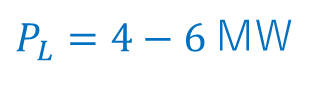 P_L = 4 − 6 MW